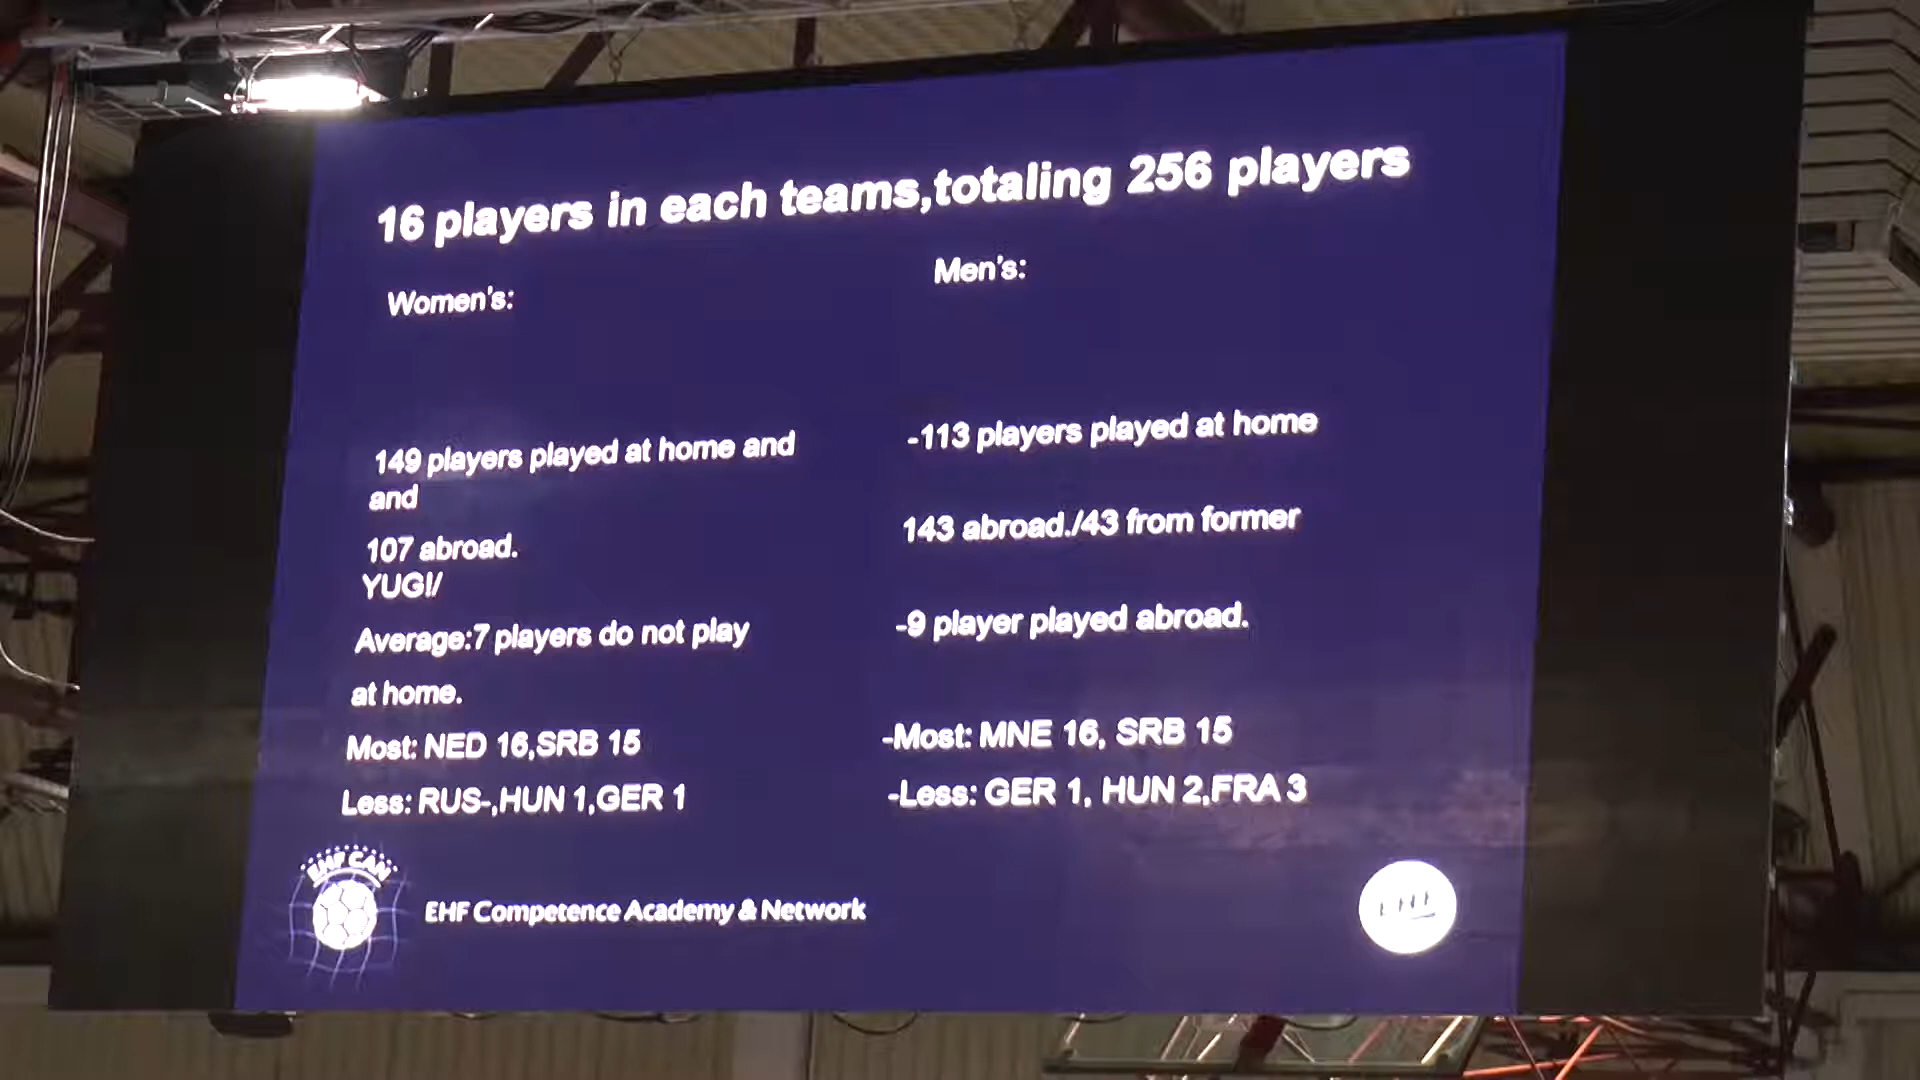 16 players in each teams,totaling 256 players
Women's:
149 players played at home and
and
107 abroad.
YUG!/
Average:7 players do not play
at home.
Most: NED 16,SRB 15
Less: RUS-,HUN 1,GER 1
Men's:
-113 players played at home
143 abroad./43 from former
-9 player played abroad.
-Most: MNE 16, SRB 15
-Less: GER 1, HUN 2,FRA 3
EHF CAN
EHF Competence Academy & Network
EHF